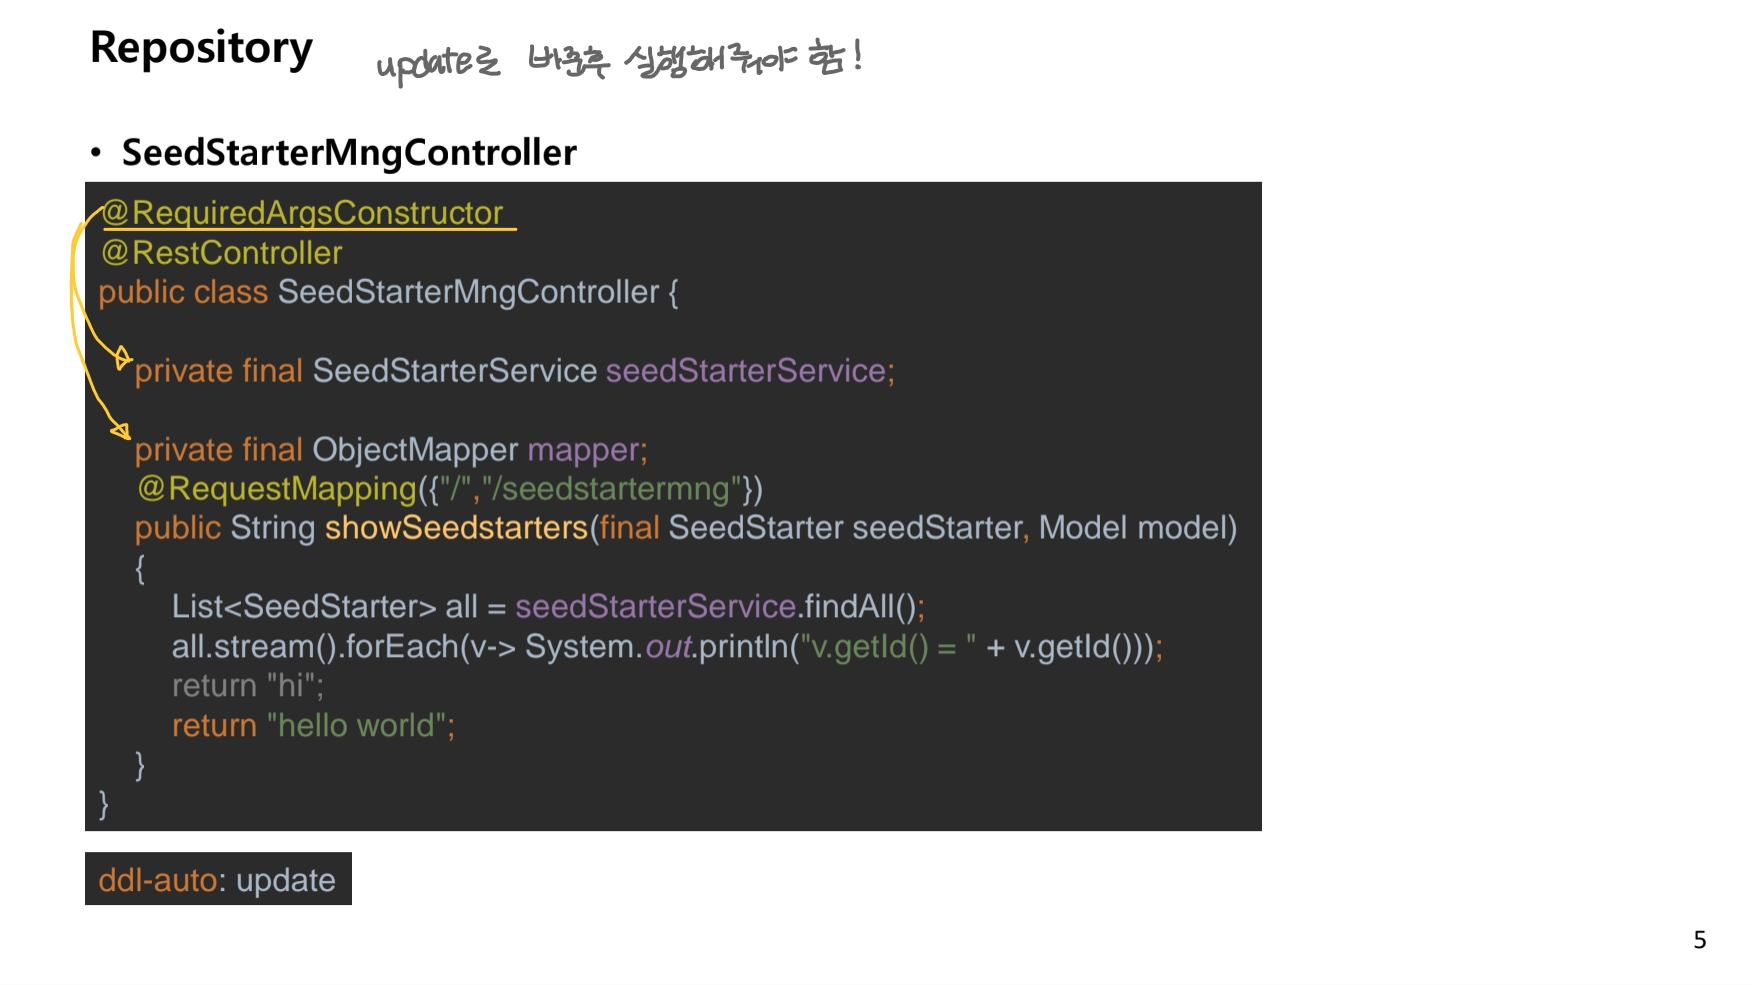 Repository
update로 바꾼후 실행해줘야 함!
• SeedStarterMngController
@RequiredArgsConstructor
@RestController
public class SeedStarterMngController {
private final SeedStarterService seedStarterService;
private final ObjectMapper mapper;
@RequestMapping({"/","/seedstartermng"})
public String showSeedstarters(final SeedStarter seedStarter, Model model)
{
List<SeedStarter> all = seedStarterService.findAll();
all.stream().forEach(v-> System.out.println("v.getId() = " + v.getId()));
return "hi";
return "hello world";
}
}
ddl-auto: update
5